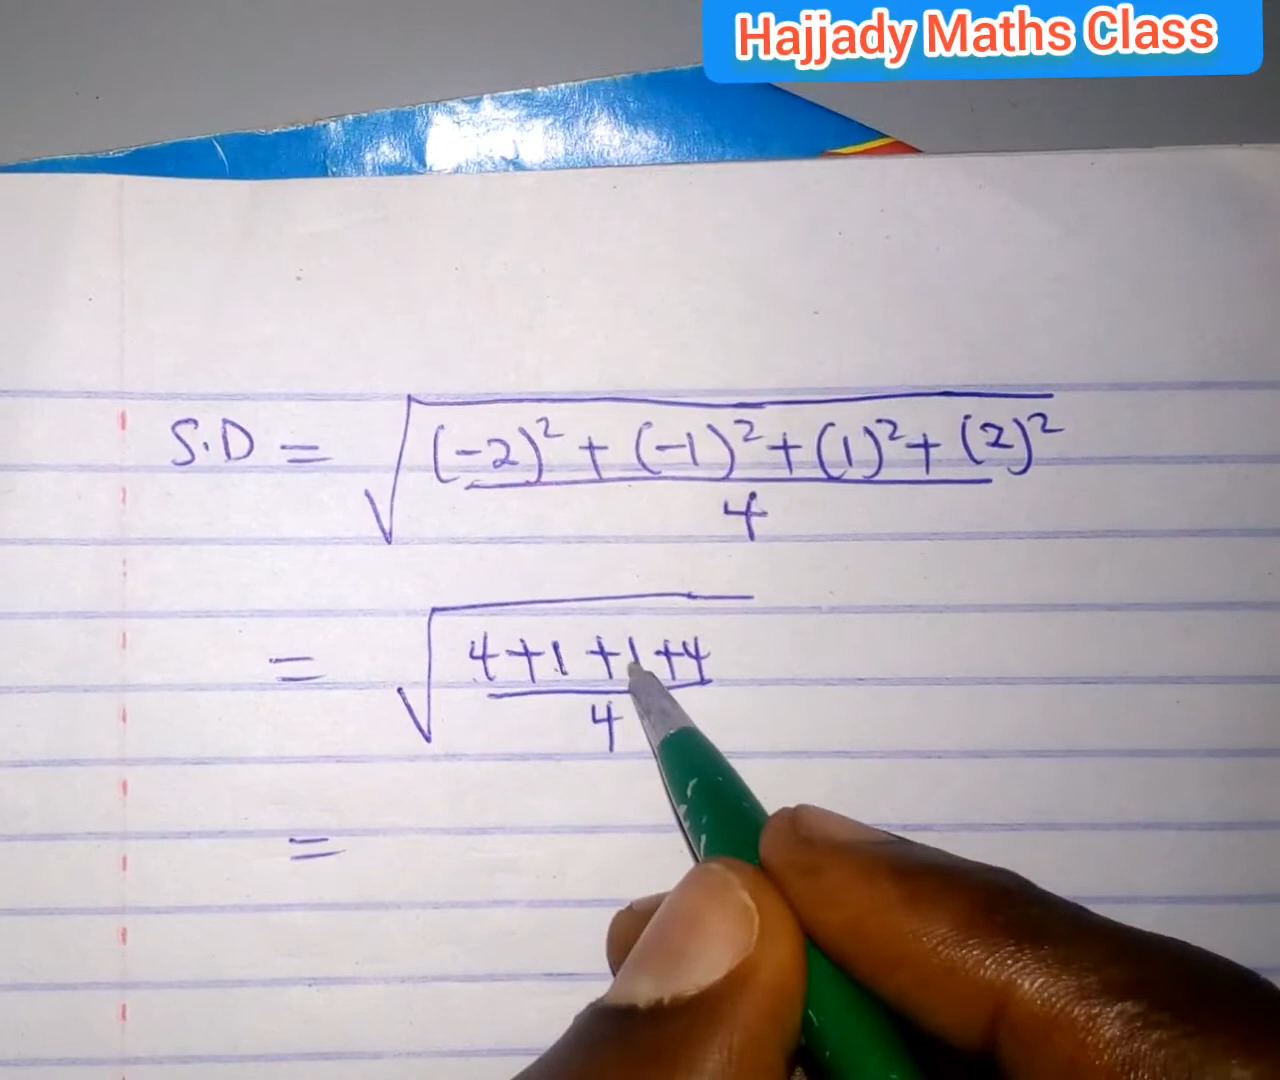 Hajjady Maths Class
S.D = √((-2)² + (-1)² + (1)² + (2)²
4
= √(4+1+1+4
4
=